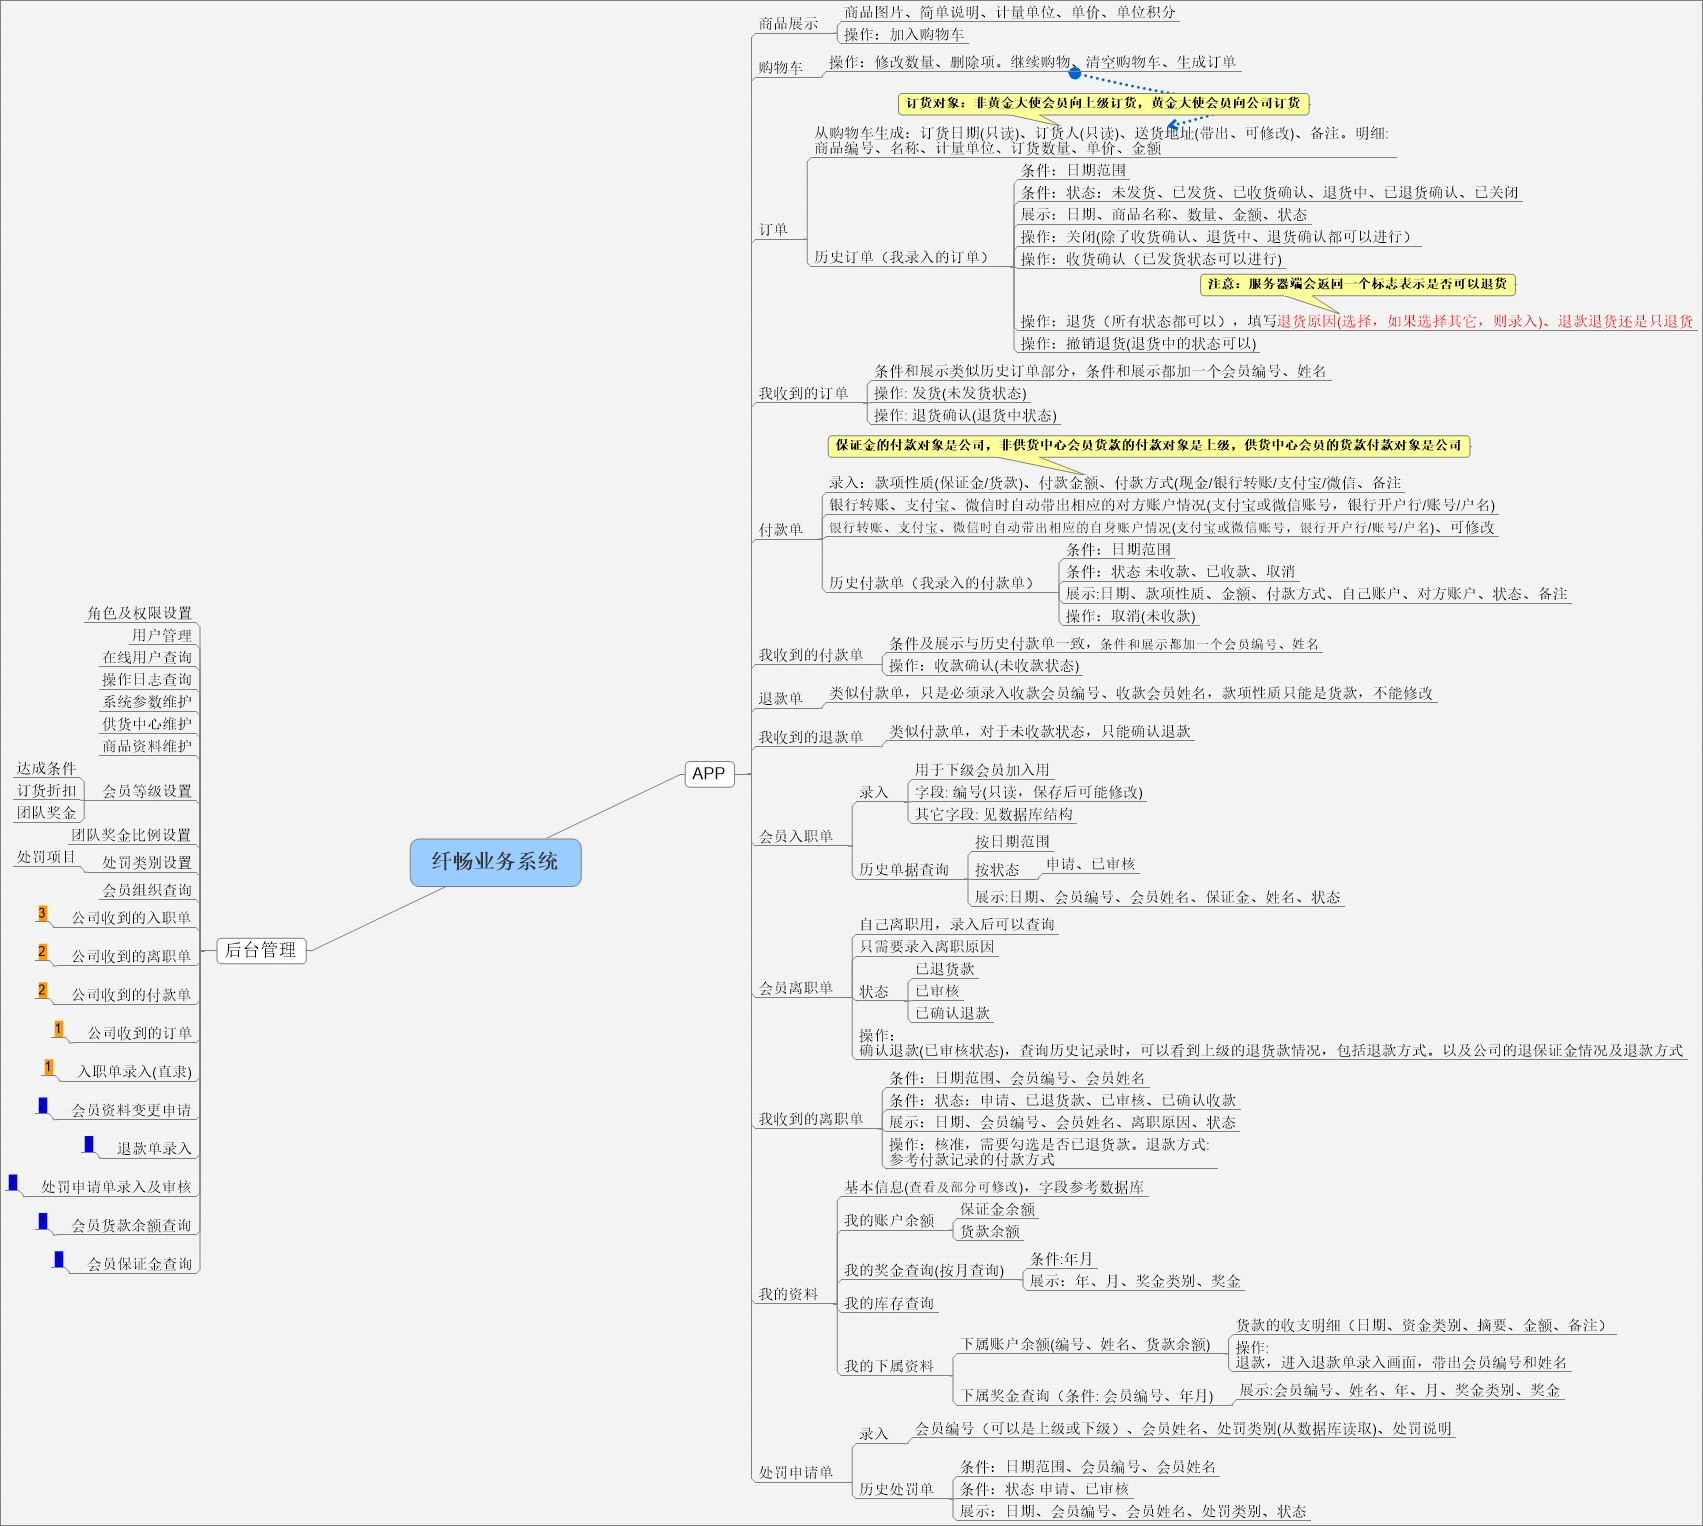 纤畅业务系统
APP
商品展示
商品图片、简单说明、计量单位、单价、单位积分
操作：加入购物车
购物车
操作：修改数量、删除项。继续购物、清空购物车、生成订单
订货对象：非黄金大使会员向上级订货，黄金大使会员向公司订货
订单
从购物车生成：订货日期(只读)、订货人(只读)、送货地址(带出、可修改)、备注。明细:
商品编号、名称、计量单位、订货数量、单价、金额
历史订单（我录入的订单）
条件：日期范围
条件：状态：未发货、已发货、已收货确认、退货中、已退货确认、已关闭
展示：日期、商品名称、数量、金额、状态
操作：关闭(除了收货确认、退货中、退货确认都可以进行）
操作：收货确认（已发货状态可以进行)
注意：服务器端会返回一个标志表示是否可以退货
操作：退货（所有状态都可以），填写退货原因(选择，如果选择其它，则录入)、退款退货还是只退货
操作：撤销退货(退货中的状态可以)
我收到的订单
条件和展示类似历史订单部分，条件和展示都加一个会员编号、姓名
操作: 发货(未发货状态)
操作: 退货确认(退货中状态)
保证金的付款对象是公司，非供货中心会员货款的付款对象是上级，供货中心会员的货款付款对象是公司
付款单
录入：款项性质(保证金/货款)、付款金额、付款方式(现金/银行转账/支付宝/微信、备注
银行转账、支付宝、微信时自动带出相应的对方账户情况(支付宝或微信账号，银行开户行/账号/户名)
银行转账、支付宝、微信时自动带出相应的自身账户情况(支付宝或微信账号，银行开户行/账号/户名)、可修改
历史付款单（我录入的付款单）
条件：日期范围
条件：状态 未收款、已收款、取消
展示:日期、款项性质、金额、付款方式、自己账户、对方账户、状态、备注
操作：取消(未收款)
我收到的付款单
条件及展示与历史付款单一致，条件和展示都加一个会员编号、姓名
操作：收款确认(未收款状态)
退款单
类似付款单，只是必须录入收款会员编号、收款会员姓名，款项性质只能是货款，不能修改
我收到的退款单
类似付款单，对于未收款状态，只能确认退款
会员入职单
录入
用于下级会员加入用
字段: 编号(只读，保存后可能修改)
其它字段: 见数据库结构
历史单据查询
按日期范围
按状态
申请、已审核
展示:日期、会员编号、会员姓名、保证金、姓名、状态
会员离职单
自己离职用，录入后可以查询
只需要录入离职原因
状态
已退货款
已审核
已确认退款
操作：
确认退款(已审核状态)，查询历史记录时，可以看到上级的退货款情况，包括退款方式。以及公司的退保证金情况及退款方式
我收到的离职单
条件：日期范围、会员编号、会员姓名
条件：状态：申请、已退货款、已审核、已确认收款
展示：日期、会员编号、会员姓名、离职原因、状态
操作：核准，需要勾选是否已退货款。退款方式:
参考付款记录的付款方式
我的资料
基本信息(查看及部分可修改)，字段参考数据库
我的账户余额
保证金余额
货款余额
我的奖金查询(按月查询)
条件:年月
展示：年、月、奖金类别、奖金
我的库存查询
我的下属资料
下属账户余额(编号、姓名、货款余额)
货款的收支明细（日期、资金类别、摘要、金额、备注）
操作:
退款，进入退款单录入画面，带出会员编号和姓名
下属奖金查询（条件: 会员编号、年月)
展示:会员编号、姓名、年、月、奖金类别、奖金
处罚申请单
录入
会员编号（可以是上级或下级）、会员姓名、处罚类别(从数据库读取)、处罚说明
历史处罚单
条件：日期范围、会员编号、会员姓名
条件：状态 申请、已审核
展示：日期、会员编号、会员姓名、处罚类别、状态
后台管理
角色及权限设置
用户管理
在线用户查询
操作日志查询
系统参数维护
供货中心维护
商品资料维护
会员等级设置
达成条件
订货折扣
团队奖金
团队奖金比例设置
处罚类别设置
处罚项目
会员组织查询
公司收到的入职单
3
公司收到的离职单
2
公司收到的付款单
2
公司收到的订单
1
入职单录入(直隶)
1
会员资料变更申请
退款单录入
处罚申请单录入及审核
会员货款余额查询
会员保证金查询